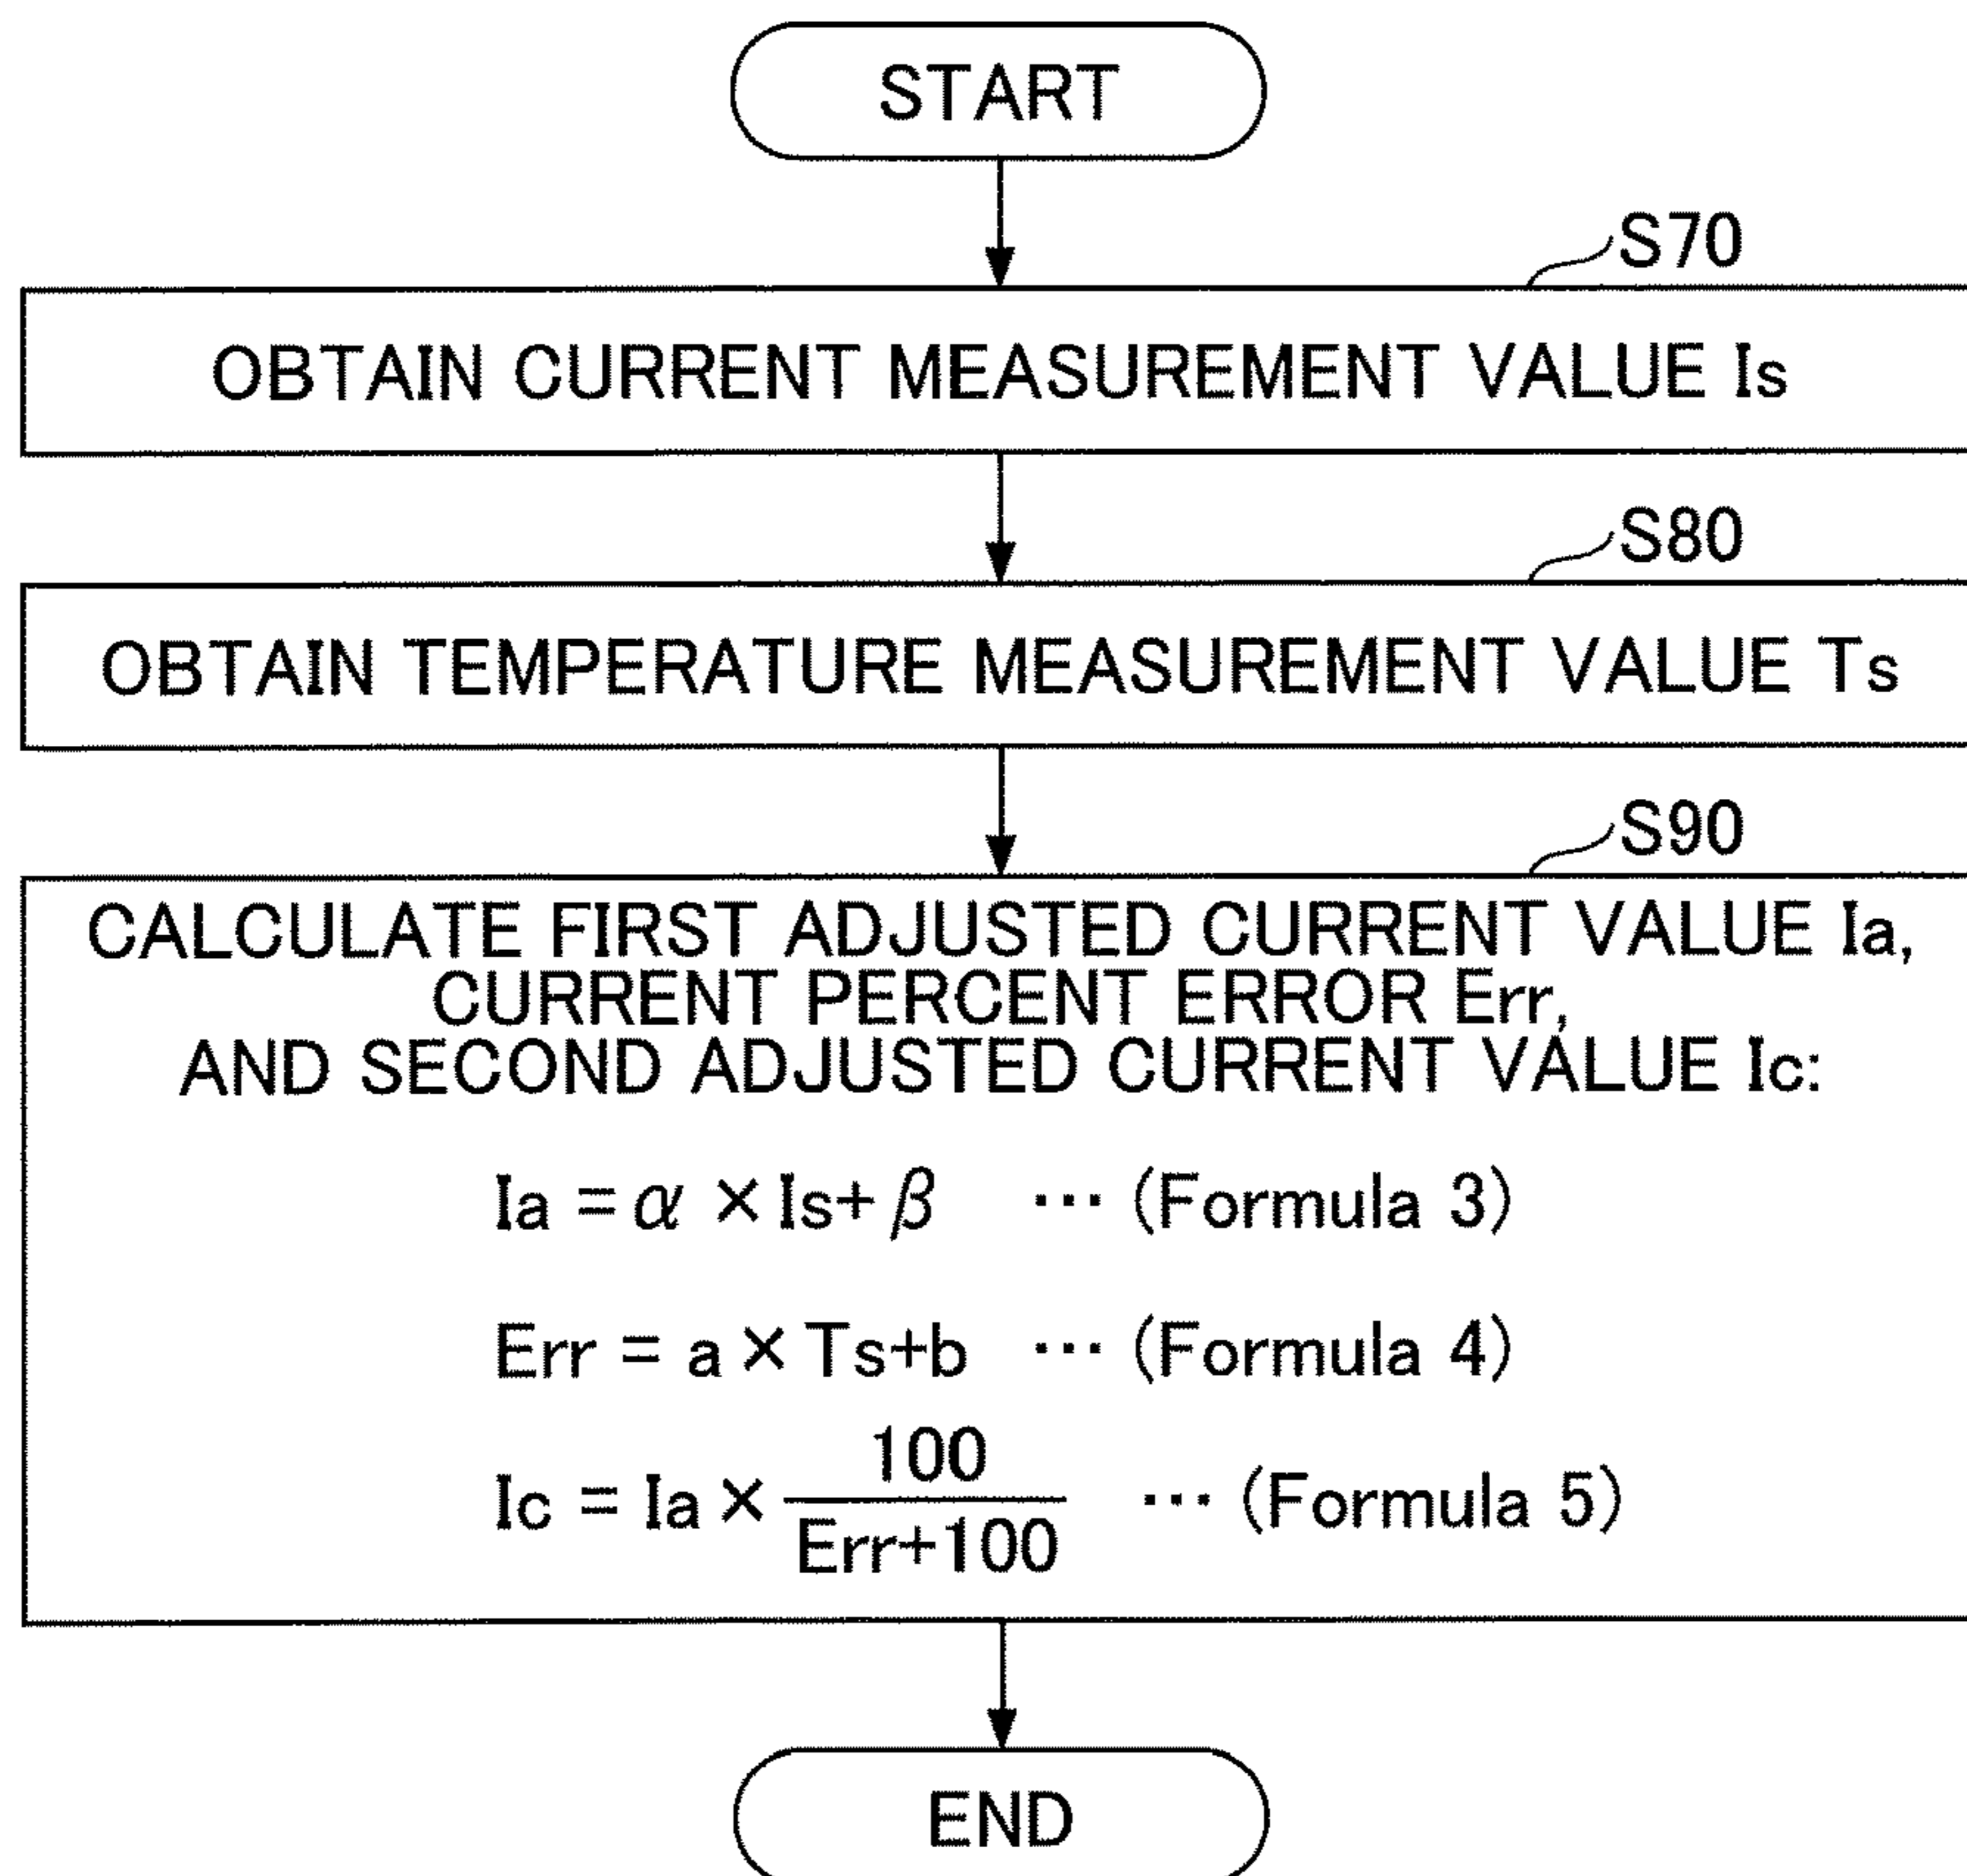 START
S70
OBTAIN CURRENT MEASUREMENT VALUE Is
S80
OBTAIN TEMPERATURE MEASUREMENT VALUE Ts
S90
CALCULATE FIRST ADJUSTED CURRENT VALUE Ia,
CURRENT PERCENT ERROR Err,
AND SECOND ADJUSTED CURRENT VALUE Ic:
Ia = α × Is+β ··· (Formula 3)
Err = a × Ts+b ··· (Formula 4)
Ic = Ia × 100/(Err+100) ··· (Formula 5)
END